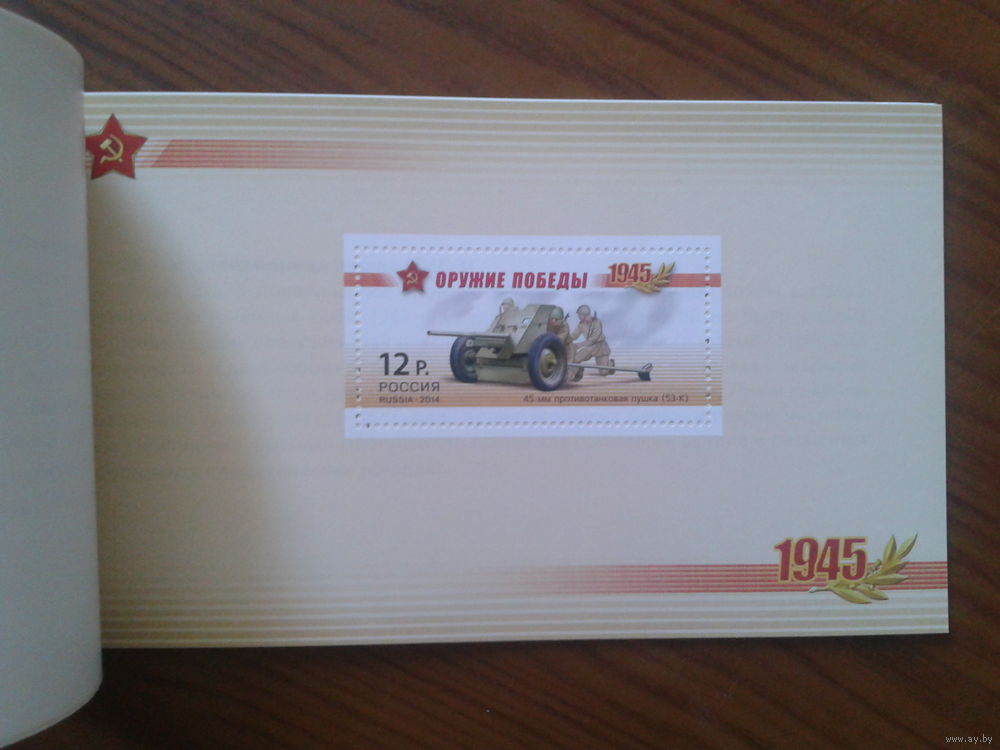 ОРУЖИЕ ПОБЕДЫ
1945
12 Р.
РОССИЯ
RUSSIA · 2014
45-мм противотанковая пушка (53-К)
1945
www.ay.by